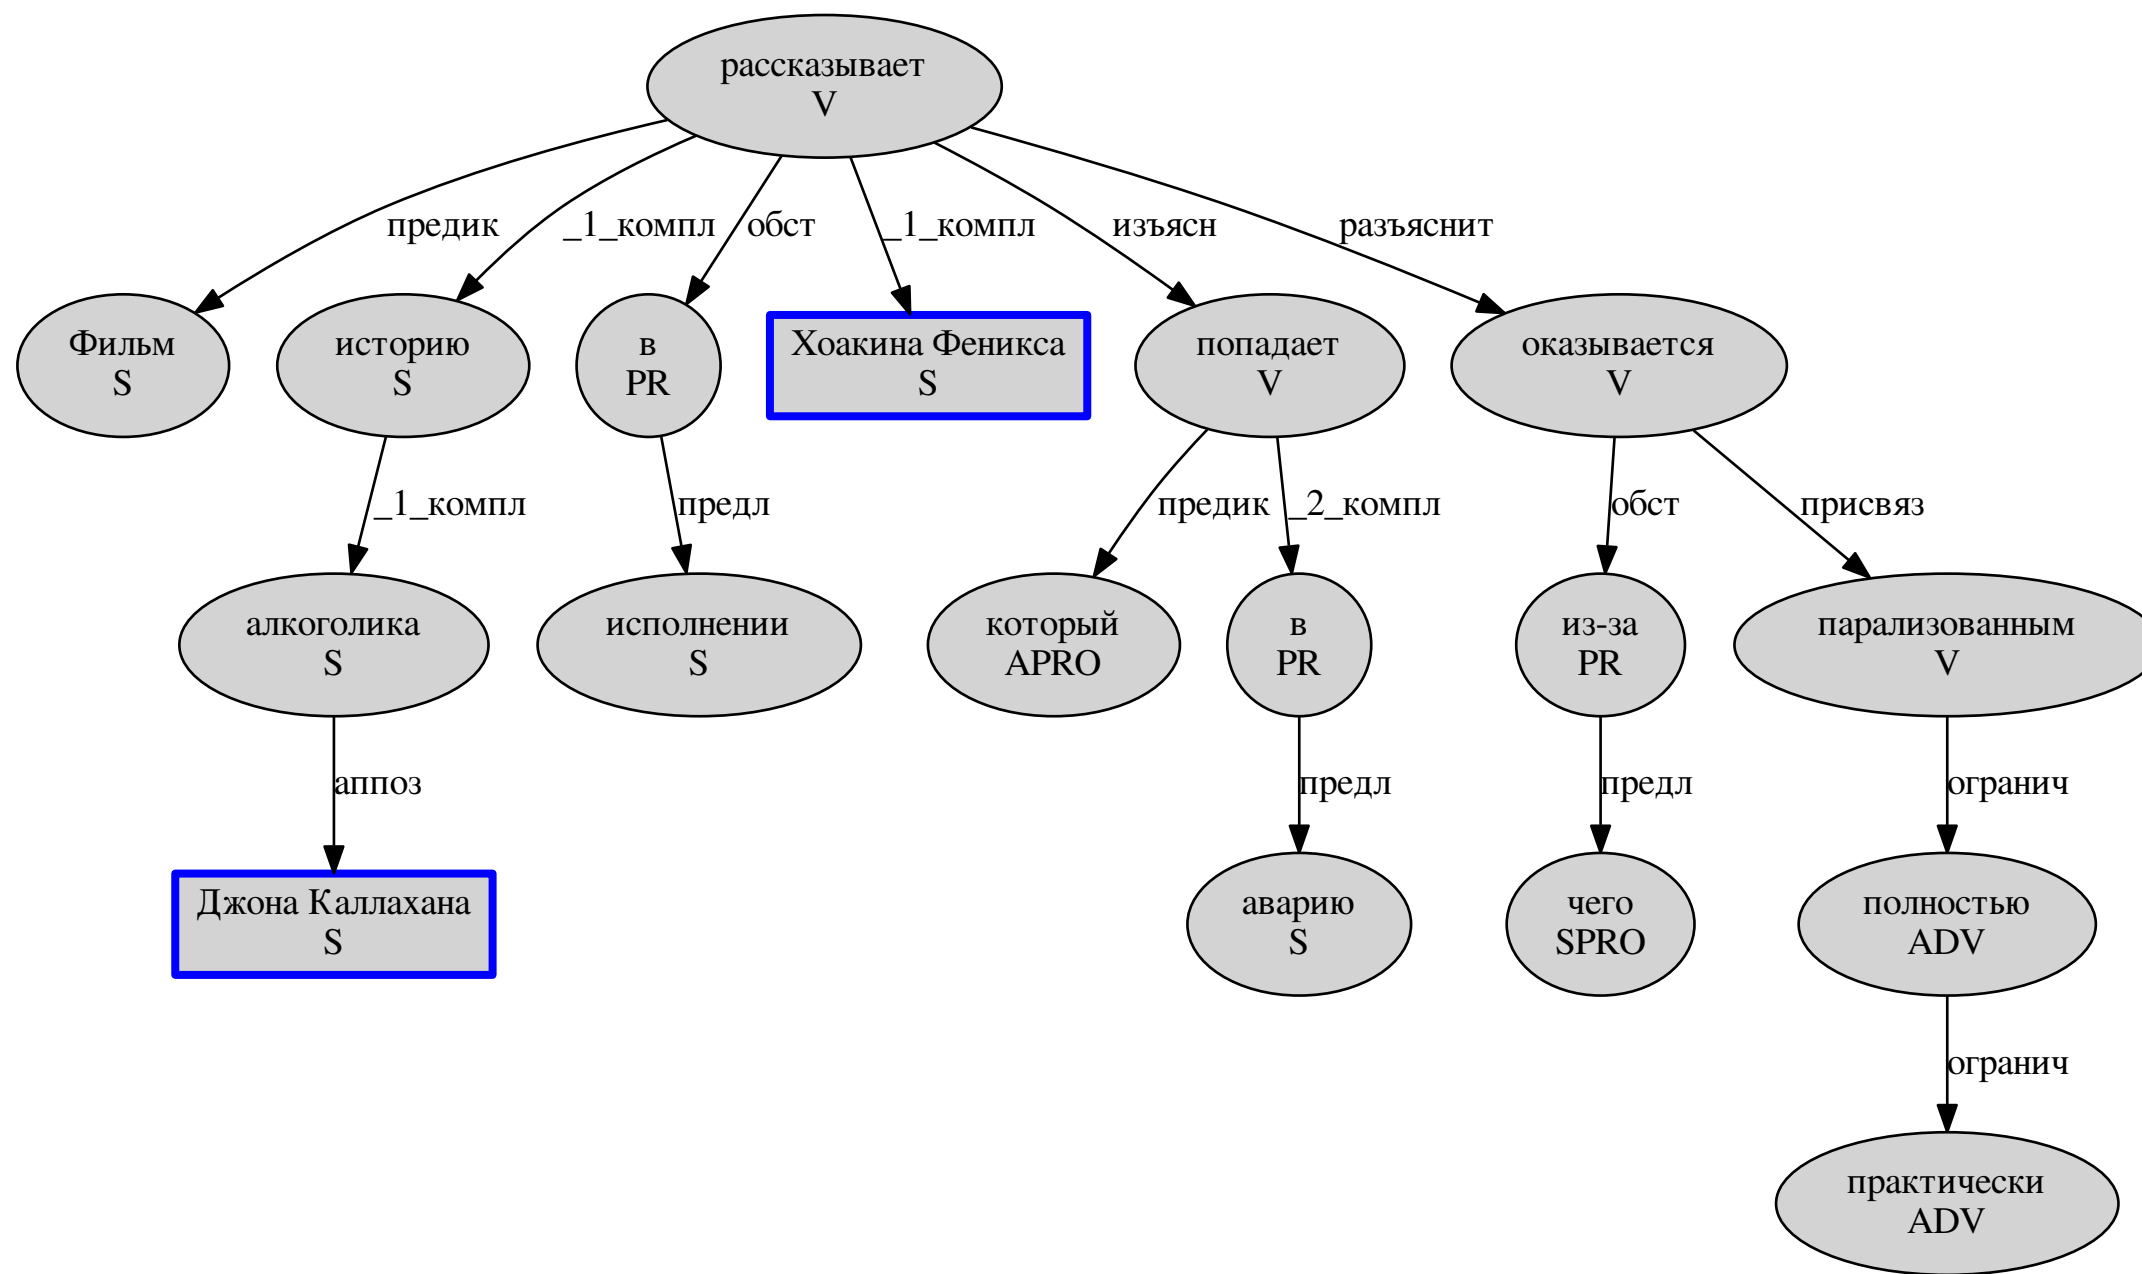 рассказывает
V
предик
_1_компл
обст
_1_компл
изъясн
разъяснит
Фильм
S
историю
S
в
PR
Хоакина Феникса
S
попадает
V
оказывается
V
_1_компл
предл
предик
_2_компл
обст
присвяз
алкоголика
S
исполнении
S
который
APRO
в
PR
из-за
PR
парализованным
V
аппоз
предл
предл
огранич
Джона Каллахана
S
аварию
S
чего
SPRO
полностью
ADV
огранич
практически
ADV